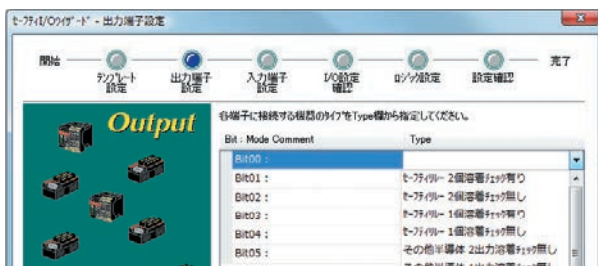 ｾｰﾌﾃｨI/Oｳｨｻﾞｰﾄﾞ - 出力端子設定
開始
完了
ﾃﾝﾌﾟﾚｰﾄ
設定
出力端子
設定
入力端子
設定
I/O設定
確認
ﾛｼﾞｯｸ設定
設定確認
Output
各端子に接続する機器のﾀｲﾌﾟをType欄から指定してください。
Bit : Mode Comment Type
Bit00 :
Bit01 : ｾｰﾌﾃｨﾘﾚｰ 2個溶着ﾁｪｯｸ有り
Bit02 : ｾｰﾌﾃｨﾘﾚｰ 2個溶着ﾁｪｯｸ無し
Bit03 : ｾｰﾌﾃｨﾘﾚｰ 1個溶着ﾁｪｯｸ有り
Bit04 : ｾｰﾌﾃｨﾘﾚｰ 1個溶着ﾁｪｯｸ無し
Bit05 : その他半導体 2出力溶着ﾁｪｯｸ無し